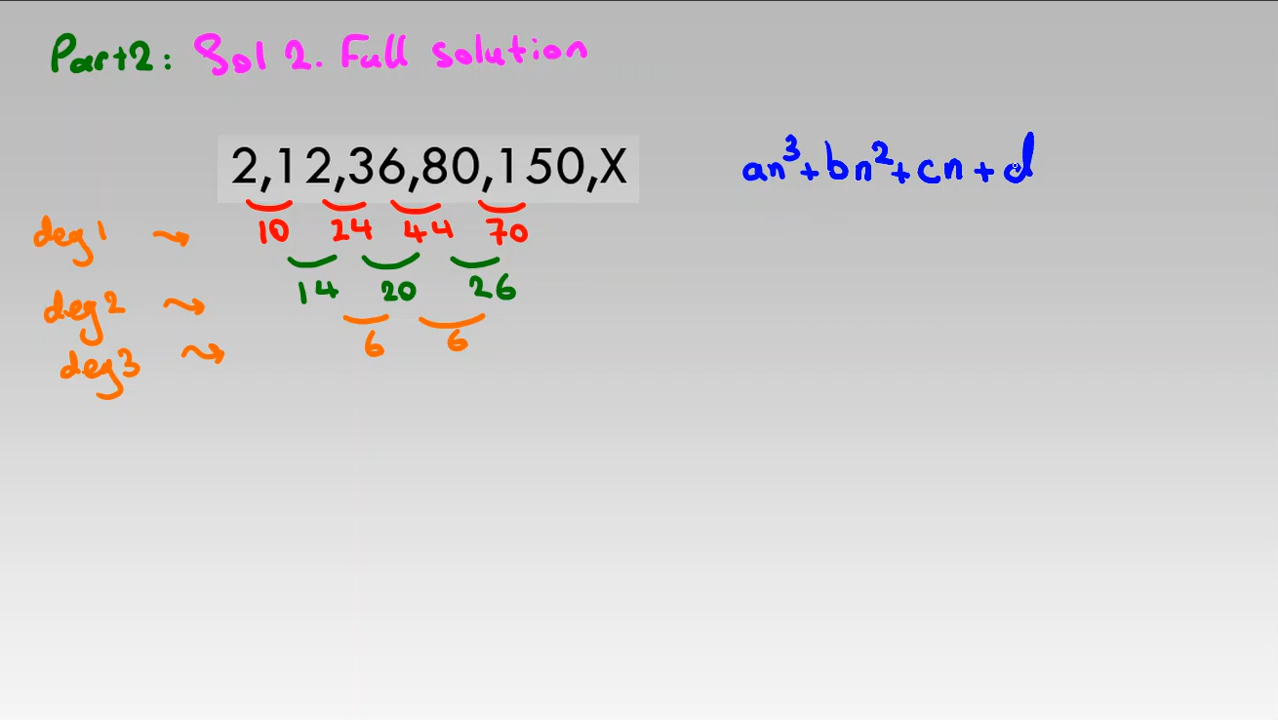 Part2: Sol 2. Full solution
2,12,36,80,150,X
an³+bn²+cn+d
deg1 ⇝ 10 24 44 70
deg2 ⇝ 14 20 26
deg3 ⇝ 6 6